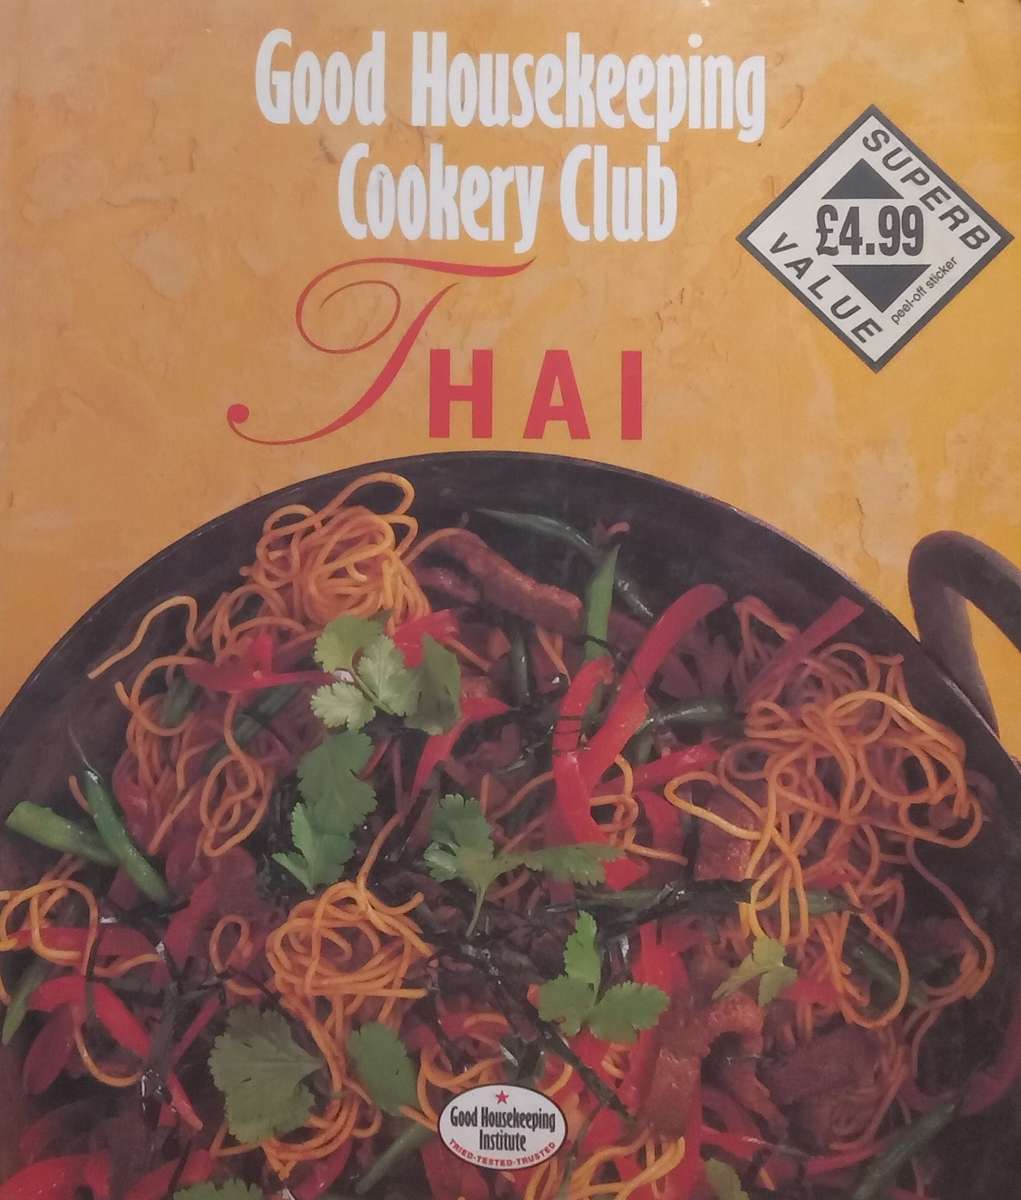 Good Housekeeping
Cookery Club
THAI
SUPERB
£4.99
VALUE
peel-off sticker
Good Housekeeping
Institute
TRIED-TESTED-TRUSTED